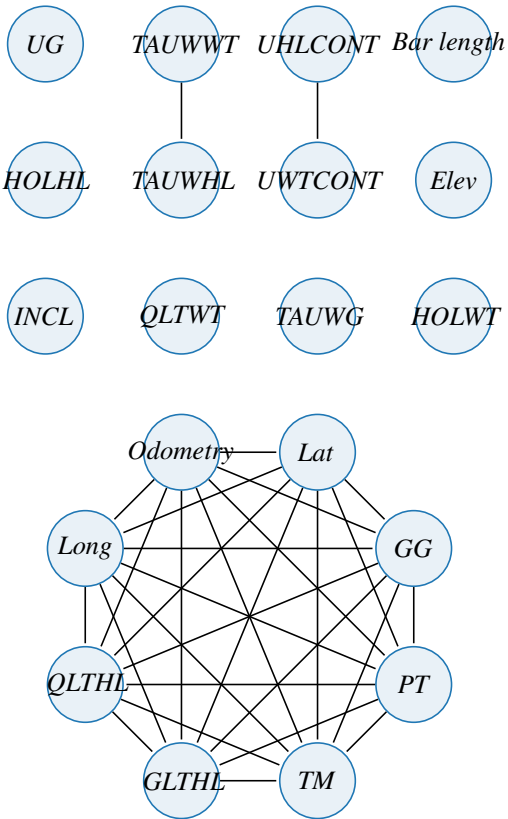 UG
TAUWWT
UHLCONT
Bar length
HOLHL
TAUWHL
UWTCONT
Elev
INCL
QLTWT
TAUWG
HOLWT
Odometry
Lat
Long
GG
QLTHL
PT
GLTHL
TM